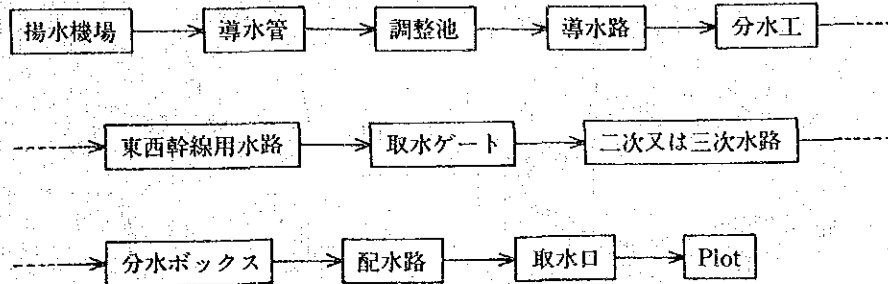 揚水機場 導水管 調整池 導水路 分水工
東西幹線用水路 取水ゲート 二次又は三次水路
分水ボックス 配水路 取水口 Plot